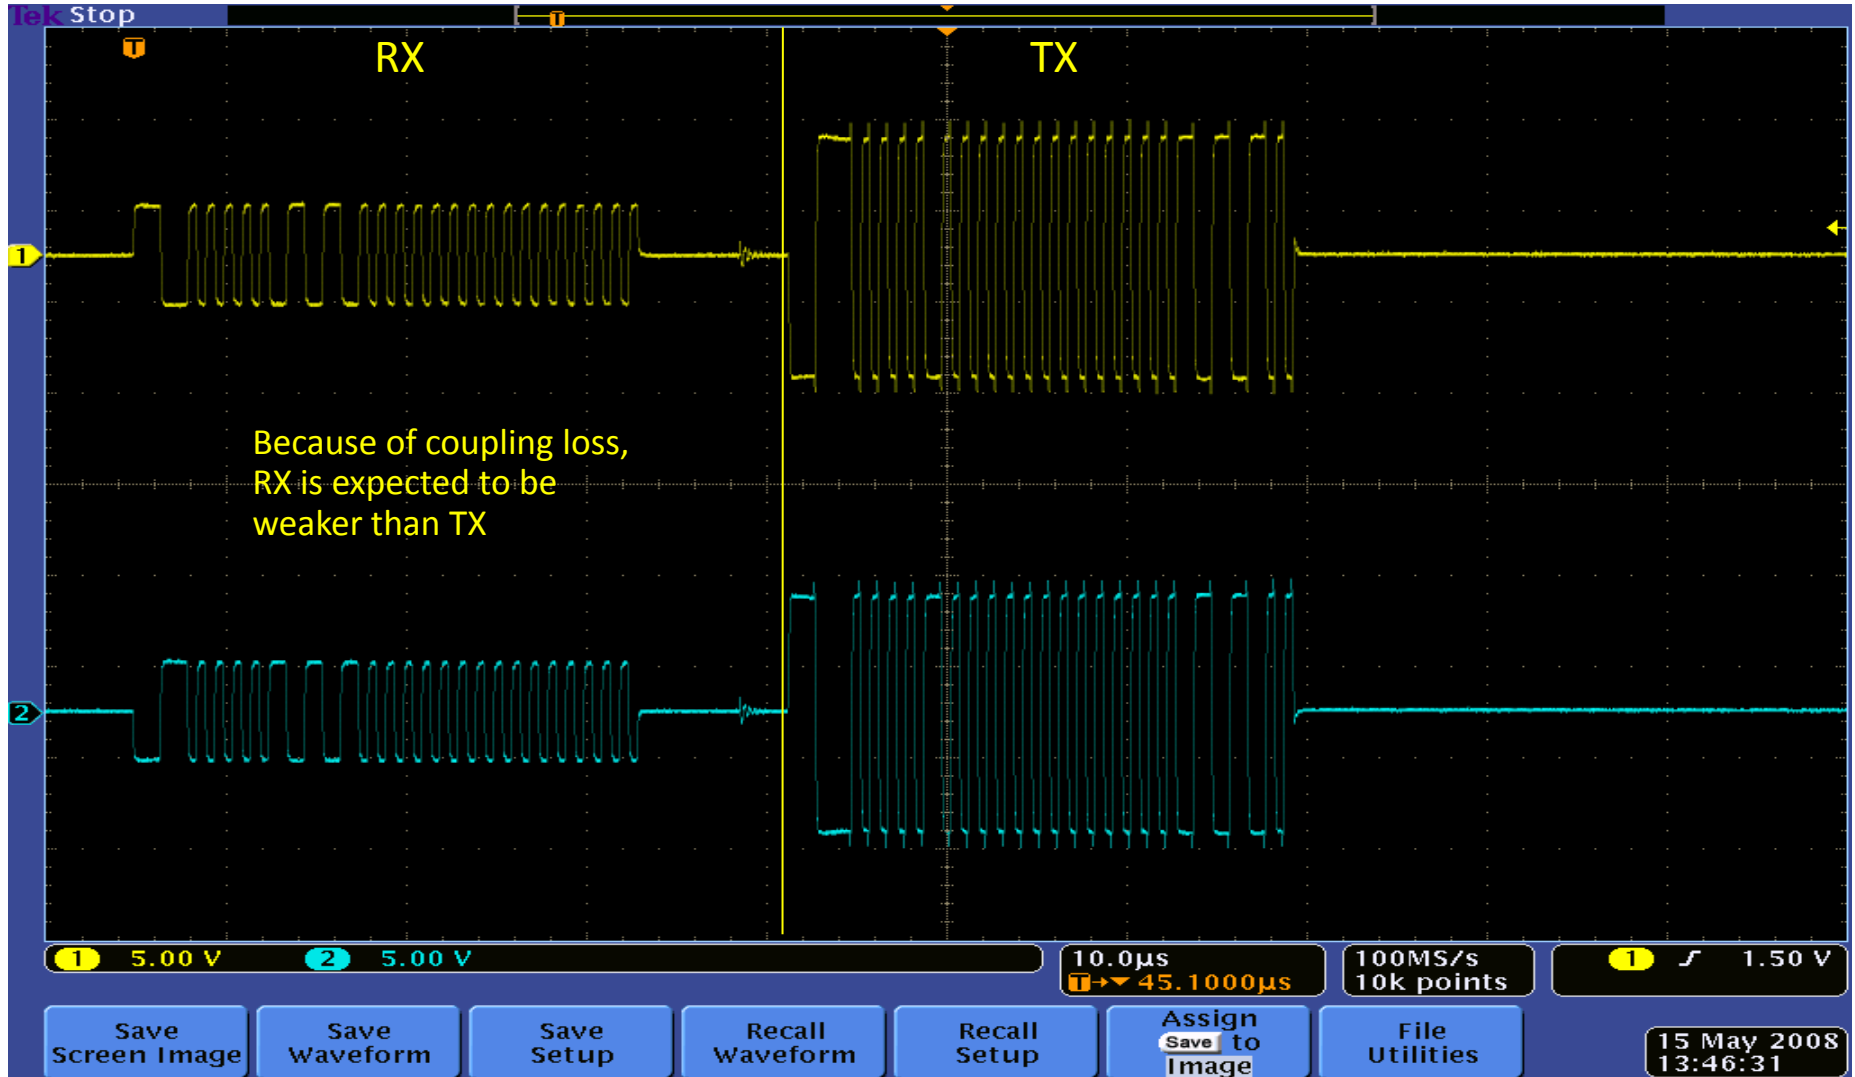 Tek Stop
T
T
RX
TX
1
Because of coupling loss,
RX is expected to be
weaker than TX
2
1 5.00 V 2 5.00 V
10.0µs
T→▼ 45.1000µs
100MS/s
10k points
1 ∫ 1.50 V
Save
Screen Image
Save
Waveform
Save
Setup
Recall
Waveform
Recall
Setup
Assign
Save to
Image
File
Utilities
15 May 2008
13:46:31